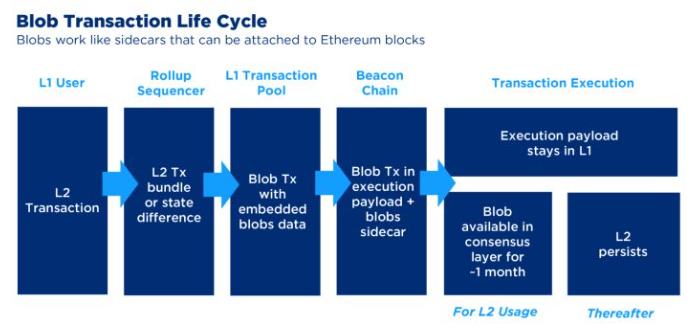 Blob Transaction Life Cycle
Blobs work like sidecars that can be attached to Ethereum blocks
L1 User
L2
Transaction
Rollup
Sequencer
L2 Tx
bundle
or state
difference
L1 Transaction
Pool
Blob Tx
with
embedded
blobs data
Beacon
Chain
Blob Tx in
execution
payload +
blobs
sidecar
Transaction Execution
Execution payload
stays in L1
Blob
available in
consensus
layer for
~1 month
For L2 Usage
L2
persists
Thereafter